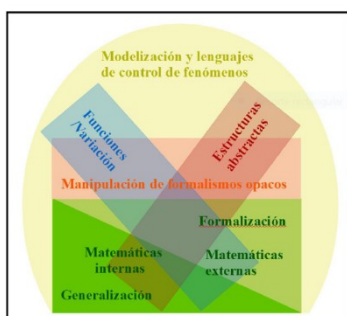 Modelización y lenguajes
de control de fenómenos
Funciones
/Variación
Estructuras
abstractas
Manipulación de formalismos opacos
Formalización
Matemáticas
internas
Matemáticas
externas
Generalización